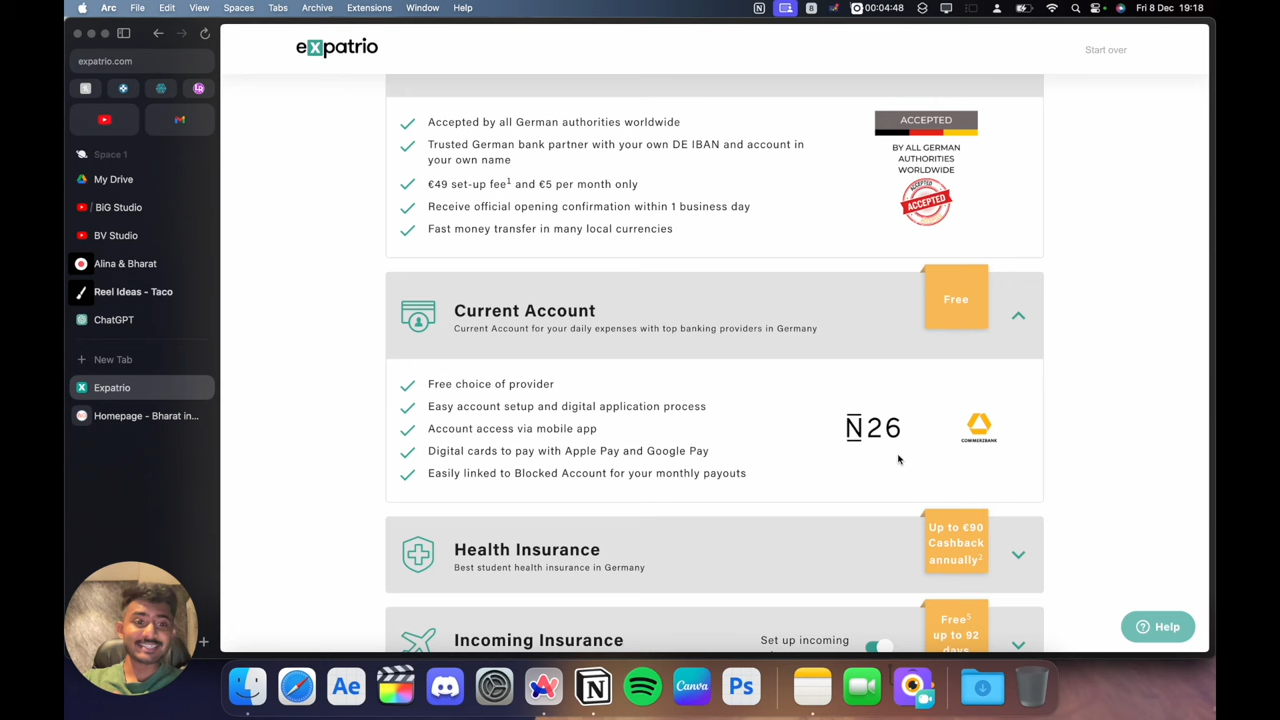 Arc File Edit View Spaces Tabs Archive Extensions Window Help
00:04:48
Fri 8 Dec 19:18
expatrio.com
Space 1
My Drive
/ BiG Studio
BV Studio
Alina & Bharat
Reel Ideas - Taco
ChatGPT
+ New Tab
Expatrio
Homepage - Bharat in...
expatrio
Start over
Accepted by all German authorities worldwide
Trusted German bank partner with your own DE IBAN and account in
your own name
€49 set-up fee¹ and €5 per month only
Receive official opening confirmation within 1 business day
Fast money transfer in many local currencies
ACCEPTED
BY ALL GERMAN
AUTHORITIES
WORLDWIDE
ACCEPTED
ACCEPTED
Current Account
Current Account for your daily expenses with top banking providers in Germany
Free
Free choice of provider
Easy account setup and digital application process
Account access via mobile app
Digital cards to pay with Apple Pay and Google Pay
Easily linked to Blocked Account for your monthly payouts
N26
COMMERZBANK
Health Insurance
Best student health insurance in Germany
Up to €90
Cashback
annually²
Incoming Insurance
Set up incoming
Free⁵
up to 92
days
Help
Ae
N
Canva
Ps